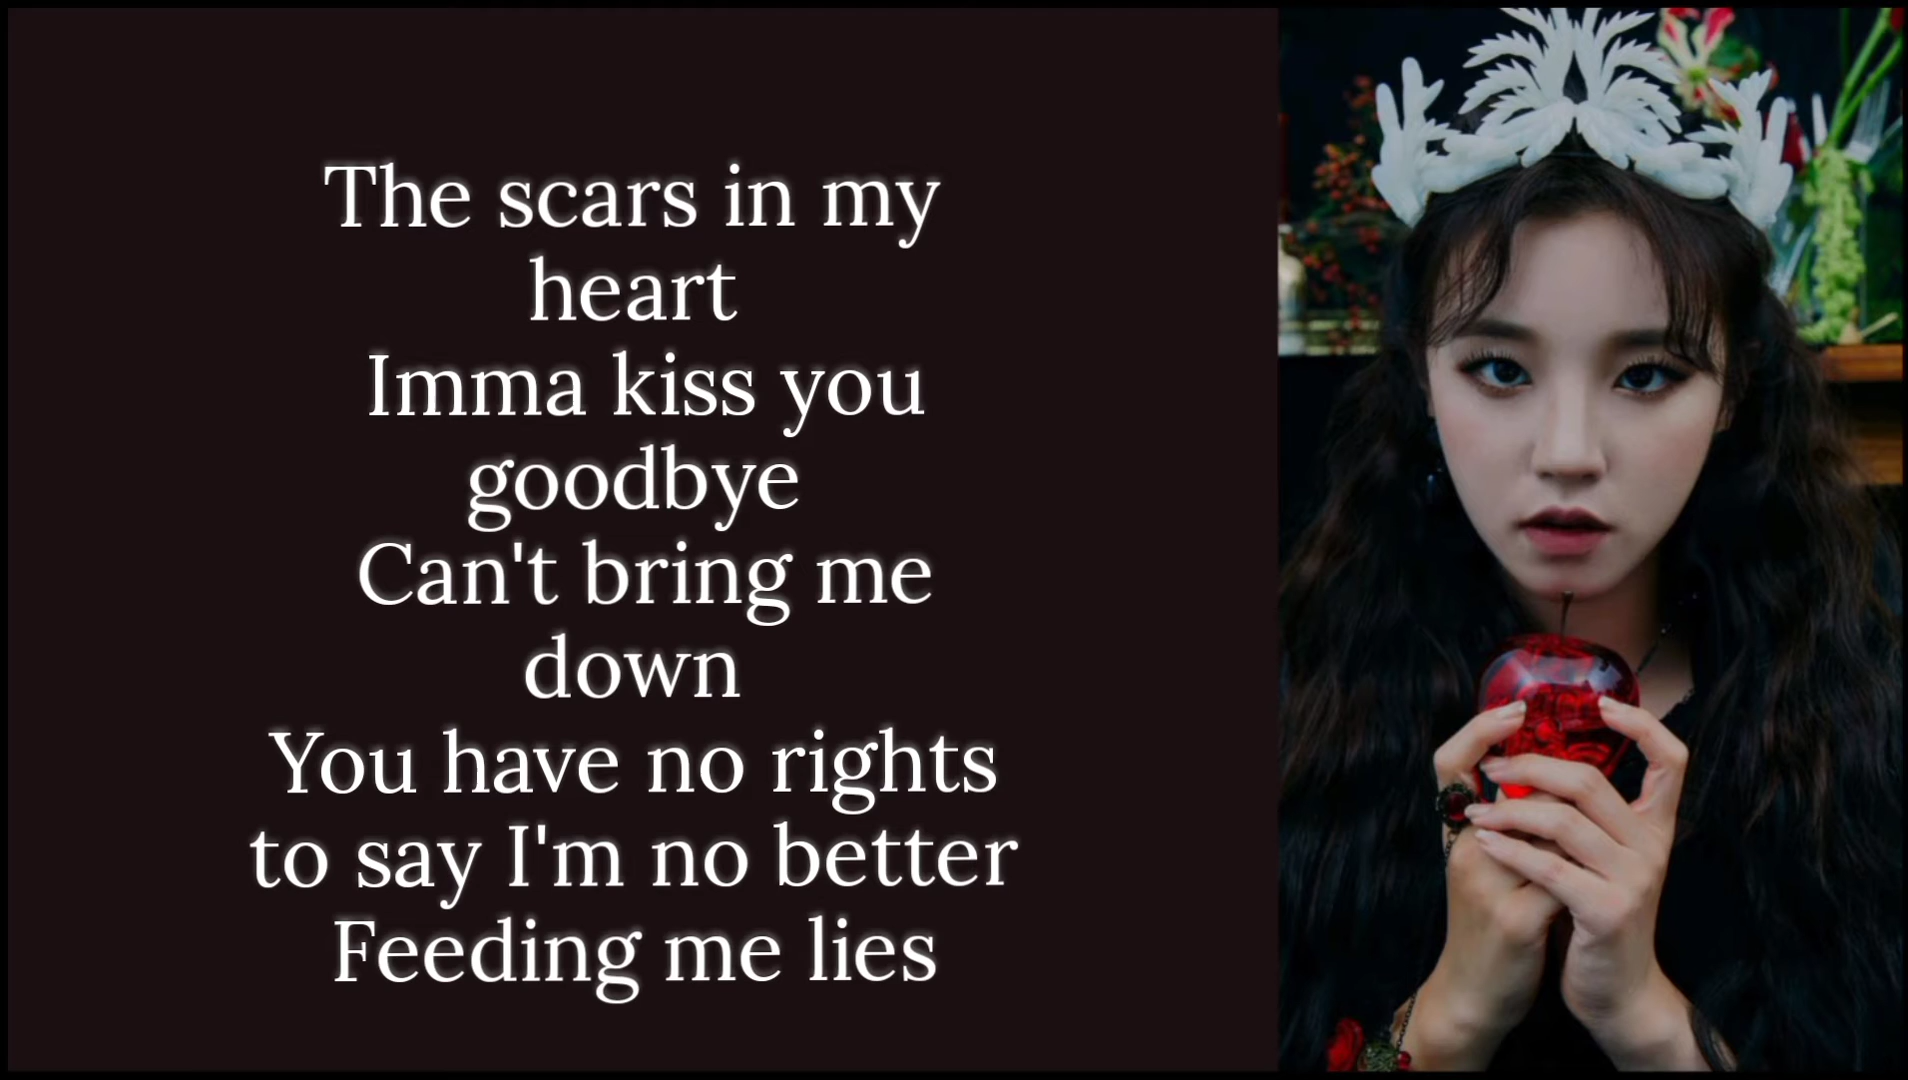 The scars in my
heart
Imma kiss you
goodbye
Can't bring me
down
You have no rights
to say I'm no better
Feeding me lies